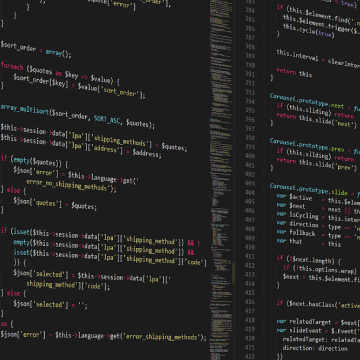 quote['error']
}
}
$sort_order = array();
foreach ($quotes as $key => $value) {
$sort_order[$key] = $value['sort_order'];
}
array_multisort($sort_order, SORT_ASC, $quotes);
$this->session->data['lpa']['shipping_methods'] = $quotes;
$this->session->data['lpa']['address'] = $address;
if (empty($quotes)) {
$json['error'] = $this->language->get('
error_no_shipping_methods');
} else {
$json['quotes'] = $quotes;
}
if (isset($this->session->data['lpa']['shipping_method']) && !
empty($this->session->data['lpa']['shipping_method']) &&
isset($this->session->data['lpa']['shipping_method']['code']
)) {
$json['selected'] = $this->session->data['lpa']['
shipping_method']['code'];
} else {
$json['selected'] = '';
}
$json['error'] = $this->language->get('error_shipping_methods');
if (this.$element.find('.n
this.$element.trigger($.
this.cycle(true)
}
this.interval = clearInter
return this
}
Carousel.prototype.next = f
if (this.sliding) return
return this.slide('next')
}
Carousel.prototype.prev = f
if (this.sliding) return
return this.slide('prev')
}
Carousel.prototype.slide =
var $active = this.$elem
var $next = next || th
var isCycling = this.inter
var direction = type ==
var fallback = type ==
var that = this
if (!$next.length) {
if (!this.options.wrap)
$next = this.$element.fi
}
if ($next.hasClass('active
var relatedTarget = $next[
var slideEvent = $.Event('
relatedTarget: relatedTa
direction: direction
})